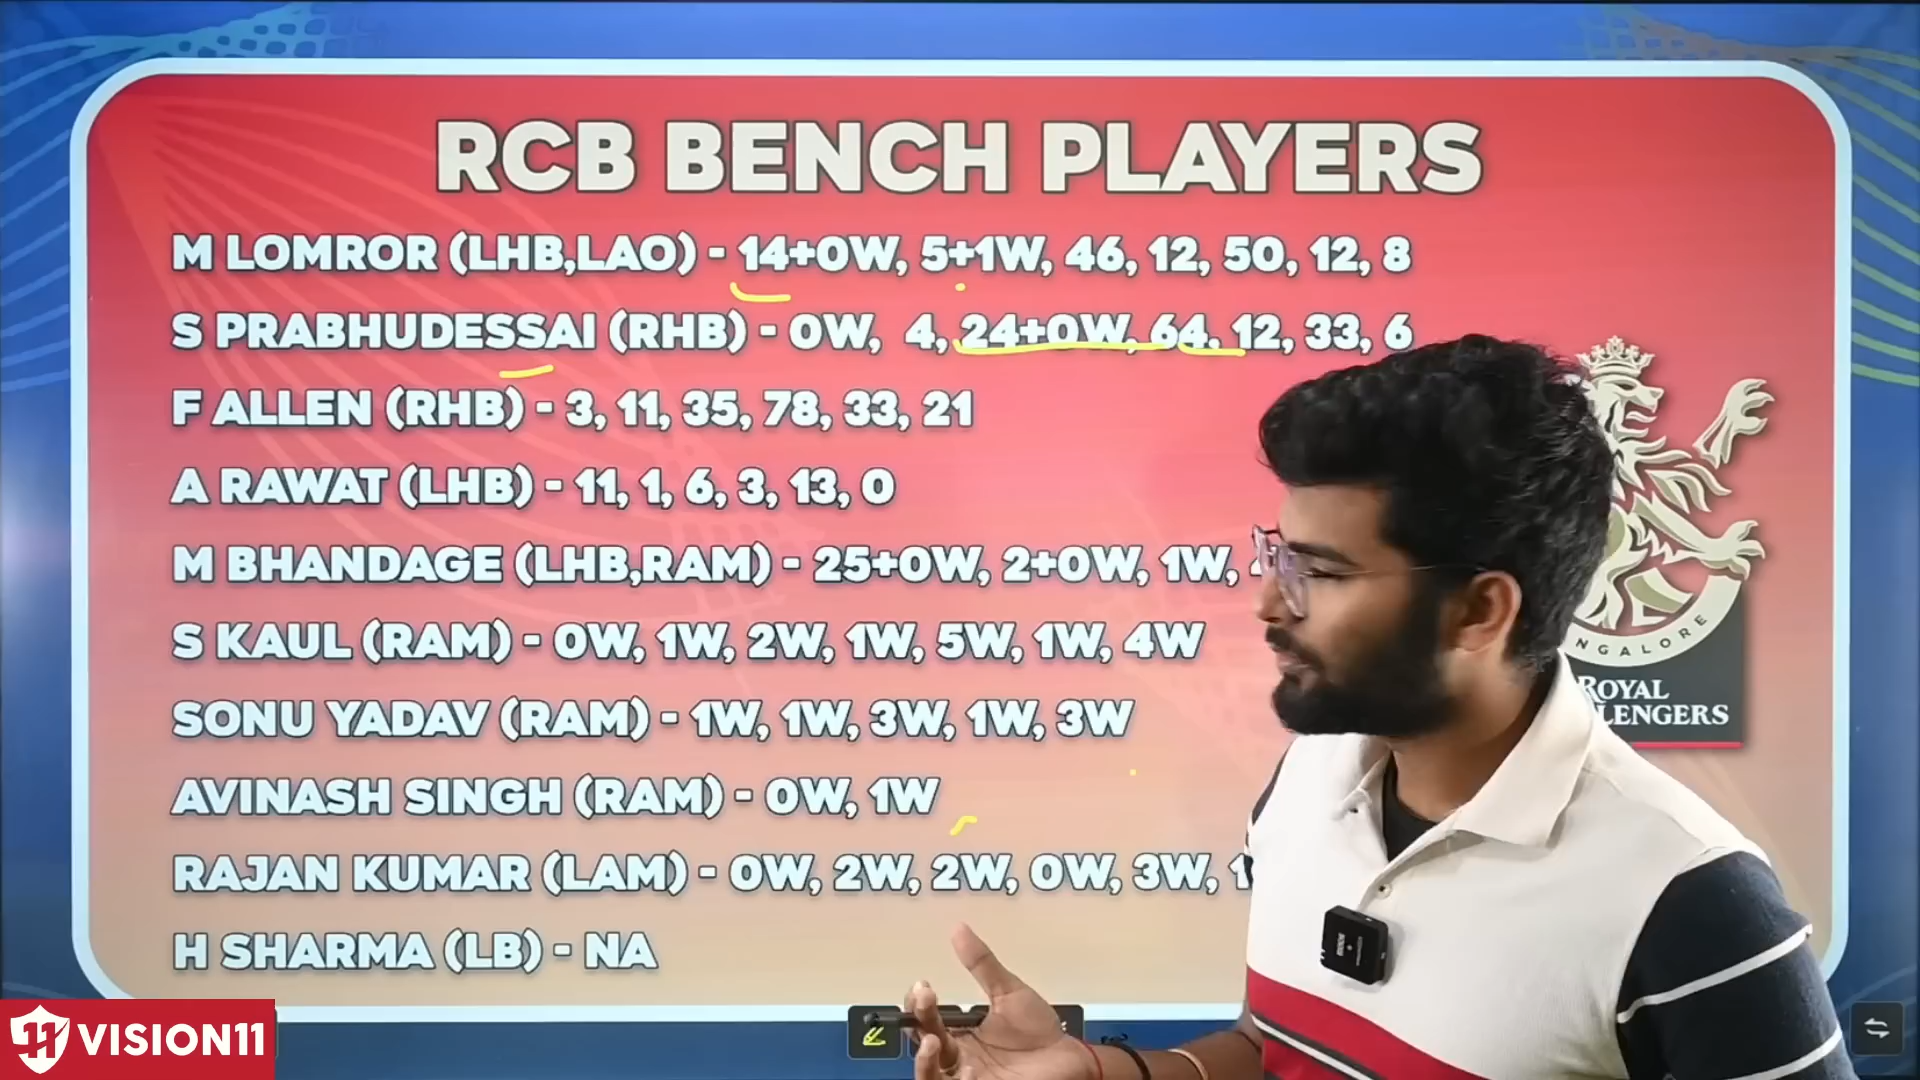 RCB BENCH PLAYERS
M LOMROR (LHB,LAO) - 14+0W, 5+1W, 46, 12, 50, 12, 8
S PRABHUDESSAI (RHB) - 0W, 4, 24+0W, 64, 12, 33, 6
F ALLEN (RHB) - 3, 11, 35, 78, 33, 21
A RAWAT (LHB) - 11, 1, 6, 3, 13, 0
M BHANDAGE (LHB,RAM) - 25+0W, 2+0W, 1W,
S KAUL (RAM) - 0W, 1W, 2W, 1W, 5W, 1W, 4W
SONU YADAV (RAM) - 1W, 1W, 3W, 1W, 3W
AVINASH SINGH (RAM) - 0W, 1W
RAJAN KUMAR (LAM) - 0W, 2W, 2W, 0W, 3W,
H SHARMA (LB) - NA
NGALORE
ROYAL
LENGERS
11 VISION11